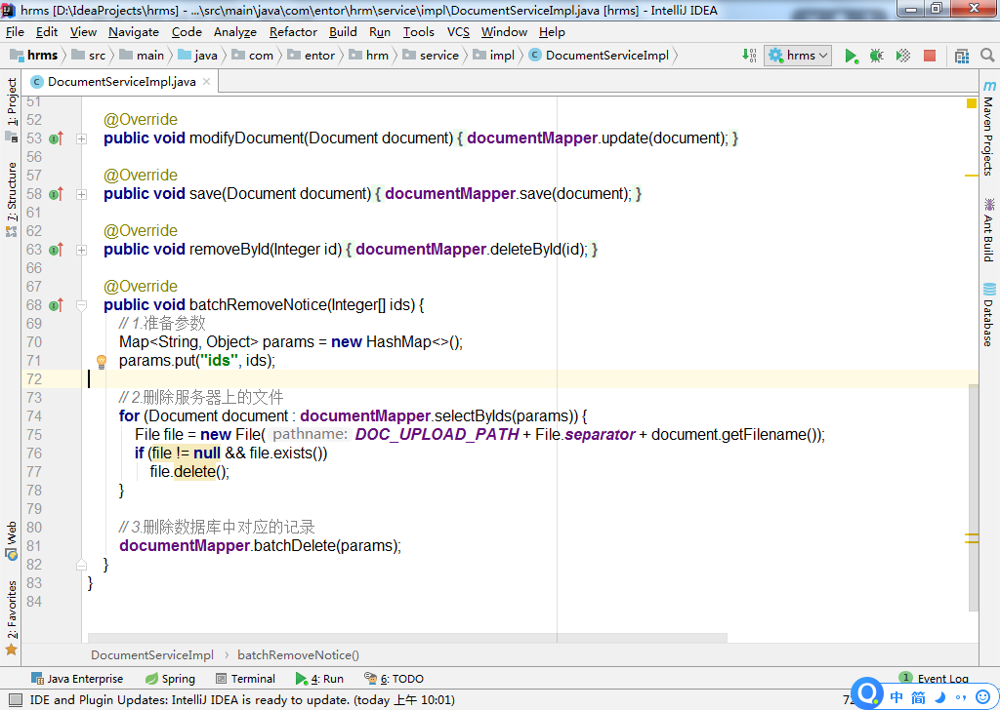 hrms [D:\IdeaProjects\hrms] - ...\src\main\java\com\entor\hrm\service\impl\DocumentServiceImpl.java [hrms] - IntelliJ IDEA
File Edit View Navigate Code Analyze Refactor Build Run Tools VCS Window Help
hrms src main java com entor hrm service impl DocumentServiceImpl hrms
DocumentServiceImpl.java
1: Project
7: Structure
Web
2: Favorites
Maven Projects
Ant Build
Database
51
52 @Override
53 public void modifyDocument(Document document) { documentMapper.update(document); }
56
57 @Override
58 public void save(Document document) { documentMapper.save(document); }
61
62 @Override
63 public void removeById(Integer id) { documentMapper.deleteById(id); }
66
67 @Override
68 public void batchRemoveNotice(Integer[] ids) {
69 // 1.准备参数
70 Map<String, Object> params = new HashMap<>();
71 params.put("ids", ids);
72
73 // 2.删除服务器上的文件
74 for (Document document : documentMapper.selectByIds(params)) {
75 File file = new File( pathname: DOC_UPLOAD_PATH + File.separator + document.getFilename());
76 if (file != null && file.exists())
77 file.delete();
78 }
79
80 // 3.删除数据库中对应的记录
81 documentMapper.batchDelete(params);
82 }
83 }
84
DocumentServiceImpl › batchRemoveNotice()
Java Enterprise Spring Terminal 4: Run 6: TODO 1 Event Log
IDE and Plugin Updates: IntelliJ IDEA is ready to update. (today 上午 10:01)
中 简